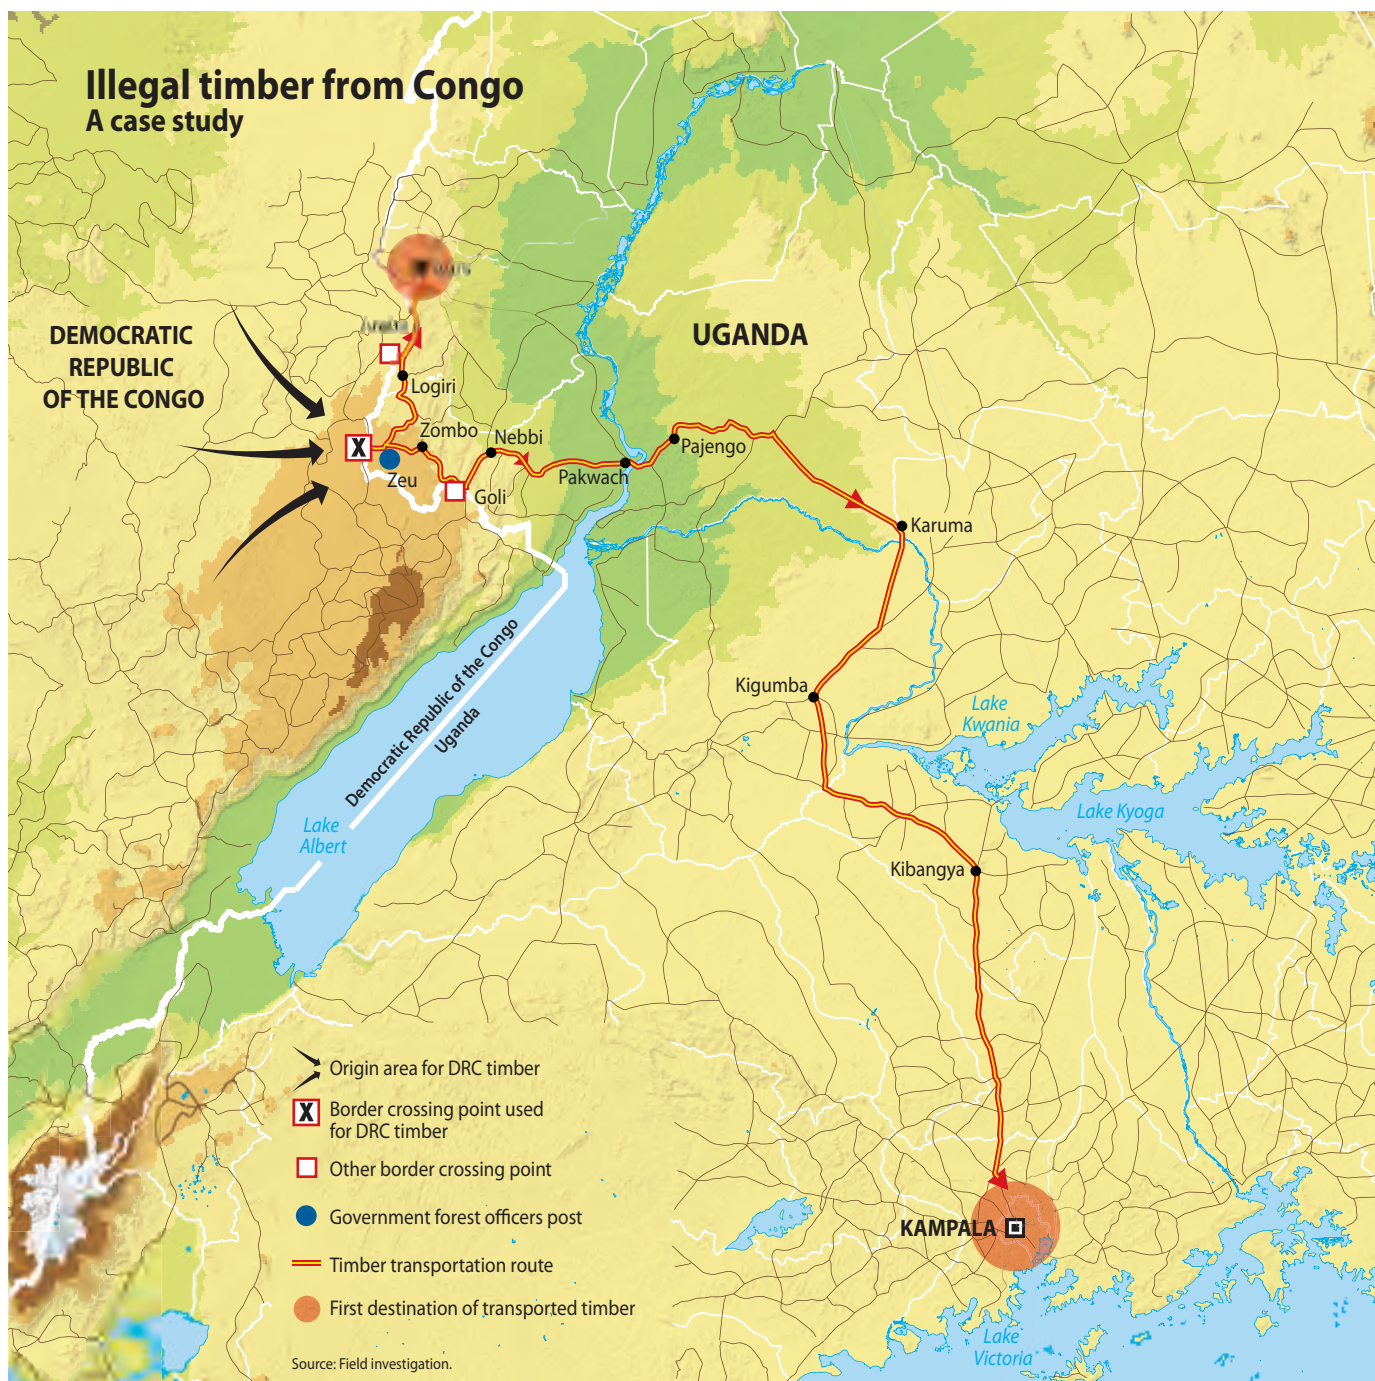 Illegal timber from Congo
A case study
DEMOCRATIC
REPUBLIC
OF THE CONGO
UGANDA
Logiri
Zombo
Nebbi
Zeu
Goli
Pakwach
Pajengo
Karuma
Kigumba
Lake
Kwania
Democratic Republic of the Congo
Uganda
Lake
Albert
Lake Kyoga
Kibangya
KAMPALA
Lake
Victoria
Origin area for DRC timber
X Border crossing point used
for DRC timber
Other border crossing point
Government forest officers post
Timber transportation route
First destination of transported timber
Source: Field investigation.
X